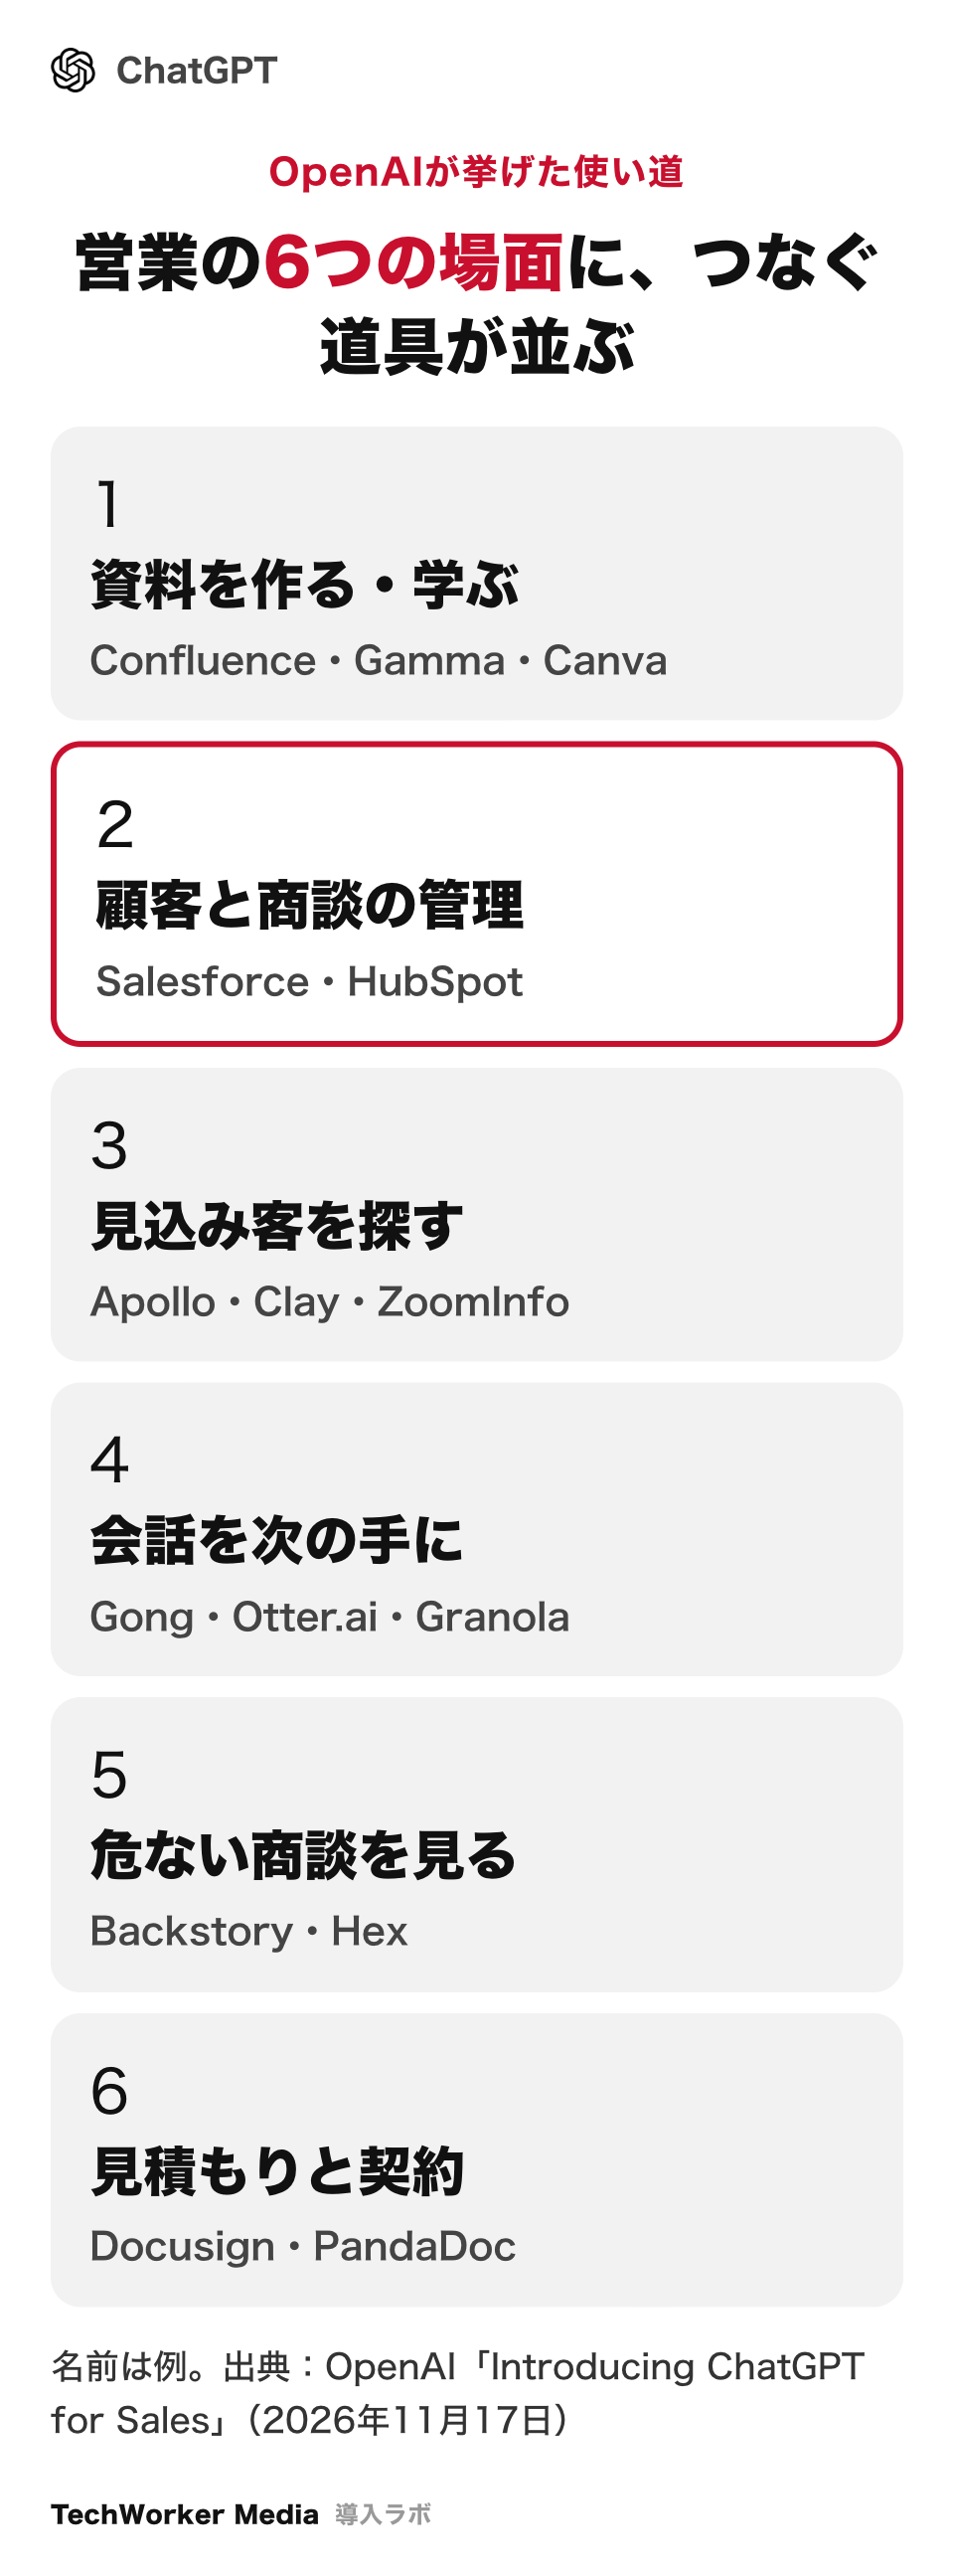 ChatGPT
OpenAIが挙げた使い道
営業の6つの場面に、つなぐ
道具が並ぶ
1
資料を作る・学ぶ
Confluence・Gamma・Canva
2
顧客と商談の管理
Salesforce・HubSpot
3
見込み客を探す
Apollo・Clay・ZoomInfo
4
会話を次の手に
Gong・Otter.ai・Granola
5
危ない商談を見る
Backstory・Hex
6
見積もりと契約
Docusign・PandaDoc
名前は例。出典：OpenAI「Introducing ChatGPT
for Sales」（2026年11月17日）
TechWorker Media 導入ラボ